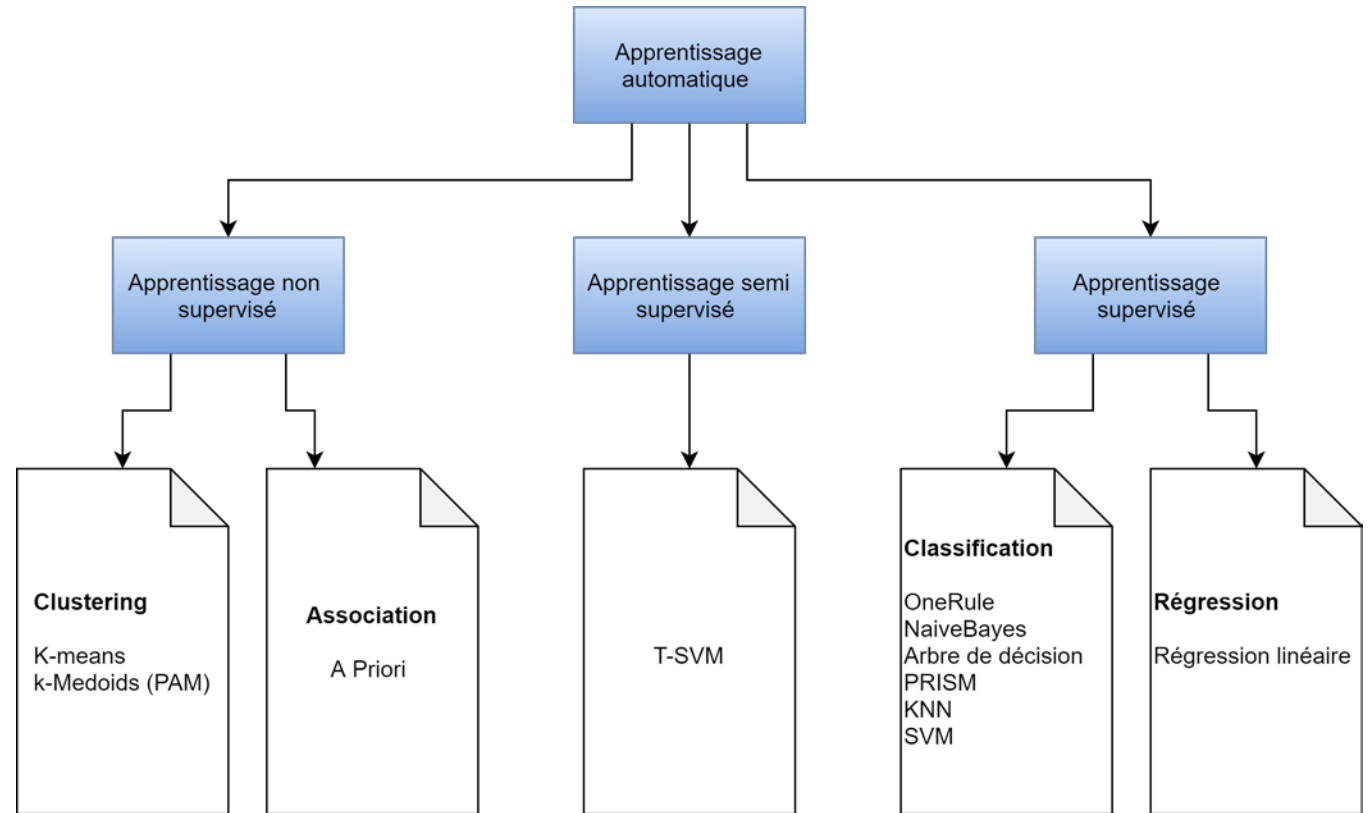 Apprentissage
automatique
Apprentissage non
supervisé
Apprentissage semi
supervisé
Apprentissage
supervisé
Clustering
K-means
k-Medoids (PAM)
Association
A Priori
T-SVM
Classification
OneRule
NaiveBayes
Arbre de décision
PRISM
KNN
SVM
Régression
Régression linéaire